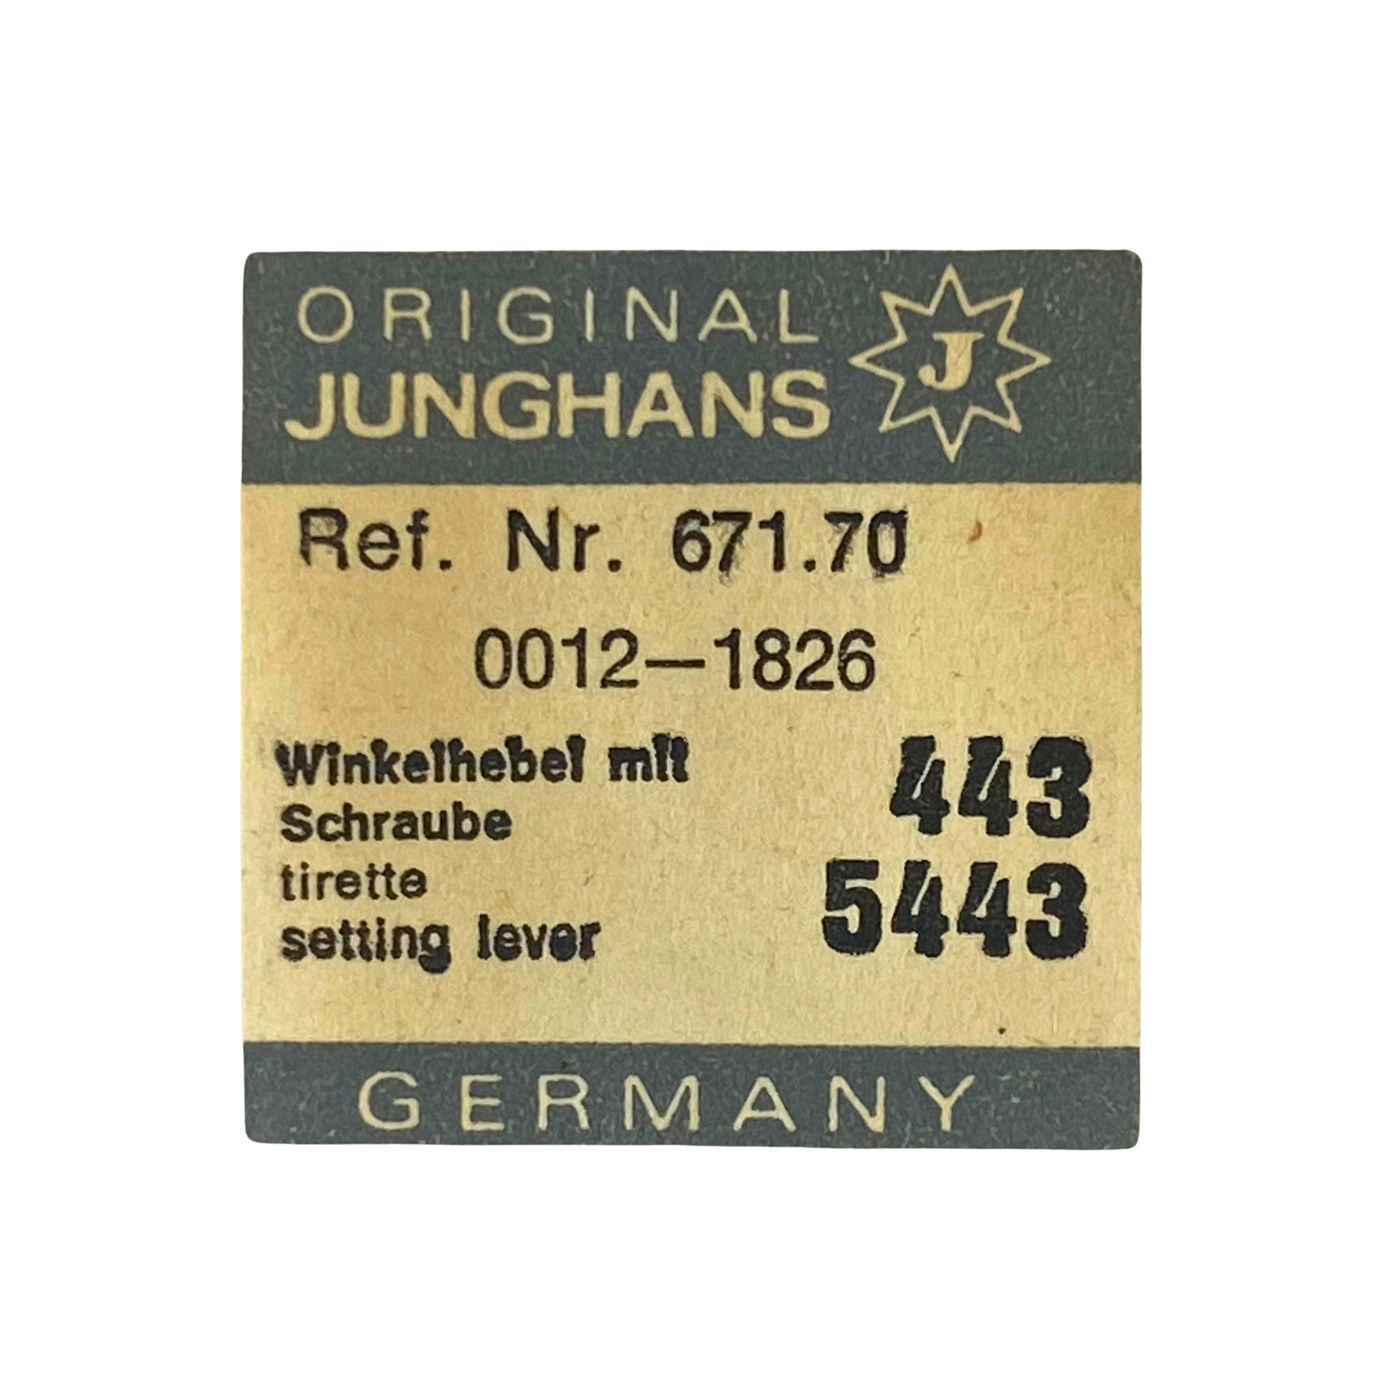 ORIGINAL
JUNGHANS
J
Ref. Nr. 671.70
0012–1826
Winkelhebel mit
Schraube
443
tirette
setting lever
5443
GERMANY